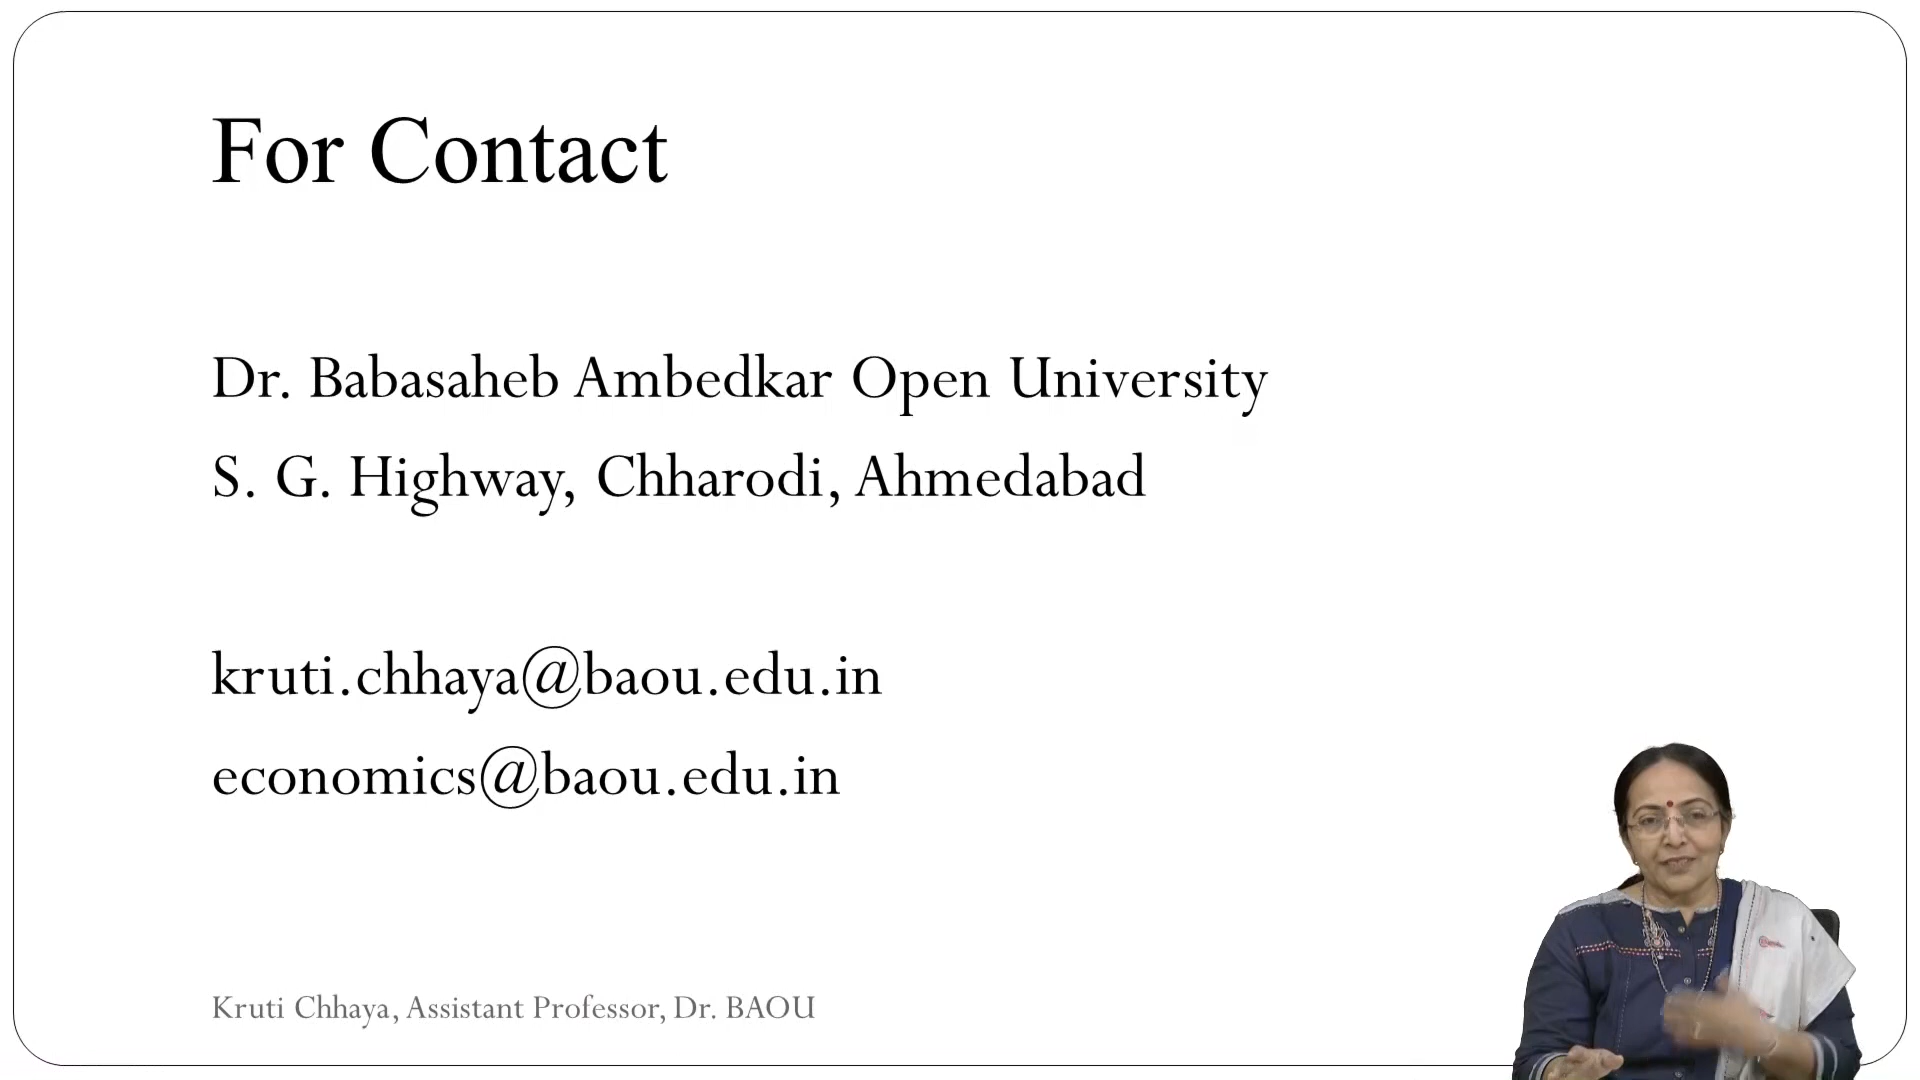 For Contact
Dr. Babasaheb Ambedkar Open University
S. G. Highway, Chharodi, Ahmedabad
kruti.chhaya@baou.edu.in
economics@baou.edu.in
Kruti Chhaya, Assistant Professor, Dr. BAOU